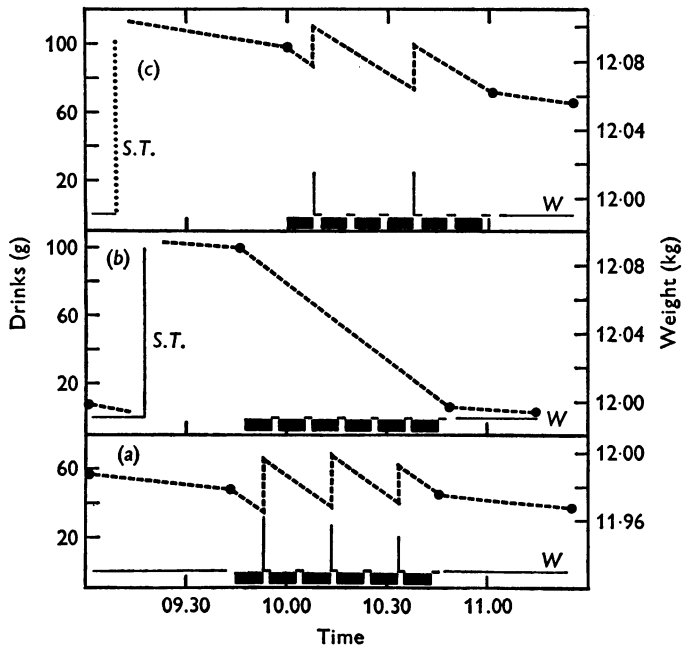 100
60
20
(c)
S.T.
W
12·08
12·04
12·00
100
60
20
(b)
S.T.
W
12·08
12·04
12·00
60
20
(a)
W
12·00
11·96
Drinks (g)
Weight (kg)
09.30
10.00
10.30
11.00
Time